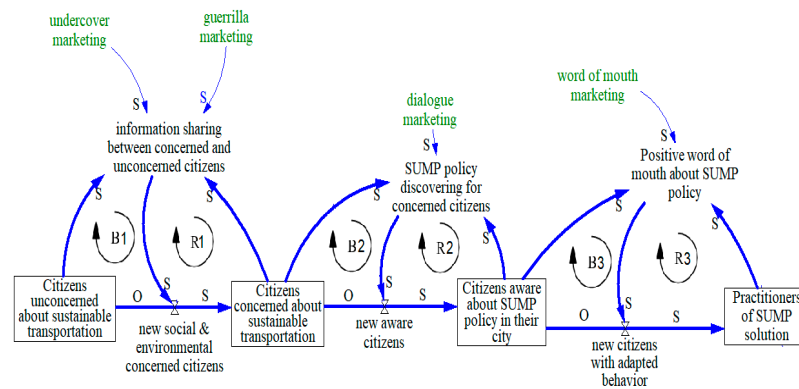 undercover
marketing
guerrilla
marketing
word of mouth
marketing
dialogue
marketing
S
S
S
S
information sharing
between concerned and
unconcerned citizens
SUMP policy
discovering for
concerned citizens
Positive word of
mouth about SUMP
policy
S
S
S
S
S
S
B1
R1
B2
R2
B3
R3
Citizens
unconcerned
about sustainable
transportation
O
S
S
new social &
environmental
concerned citizens
Citizens
concerned about
sustainable
transportation
O
S
S
new aware
citizens
Citizens aware
about SUMP
policy in their
city
O
S
S
new citizens
with adapted
behavior
Practitioners
of SUMP
solution